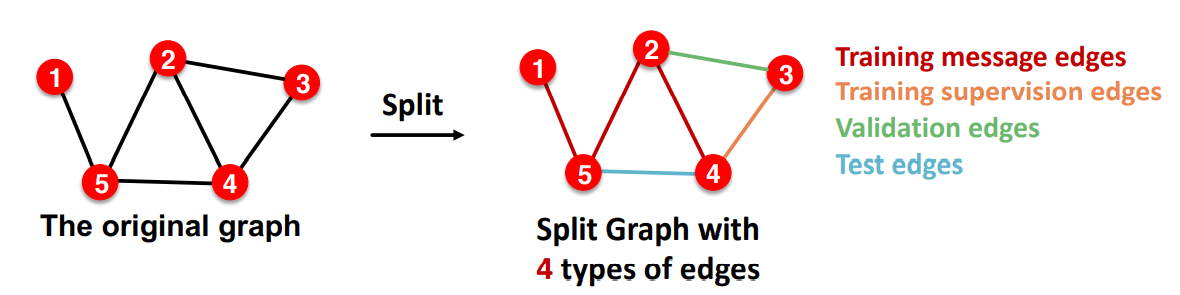 1
2
3
5
4
The original graph
Split
1
2
3
5
4
Split Graph with
4 types of edges
Training message edges
Training supervision edges
Validation edges
Test edges